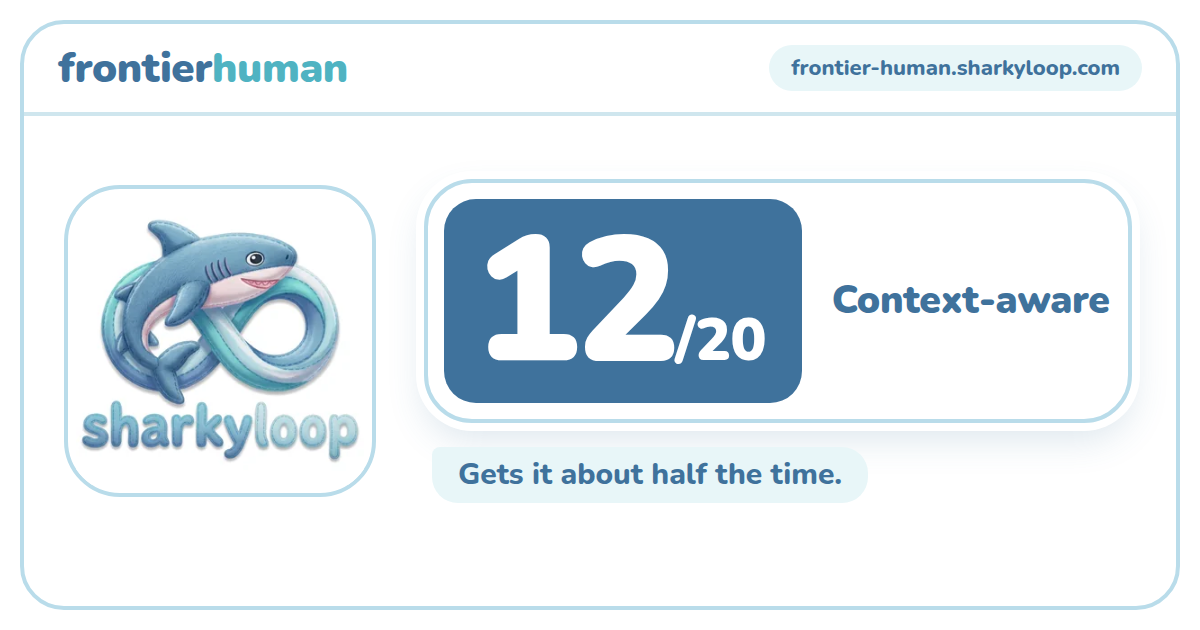 frontierhuman
frontier-human.sharkyloop.com
sharkyloop
12/20
Context-aware
Gets it about half the time.